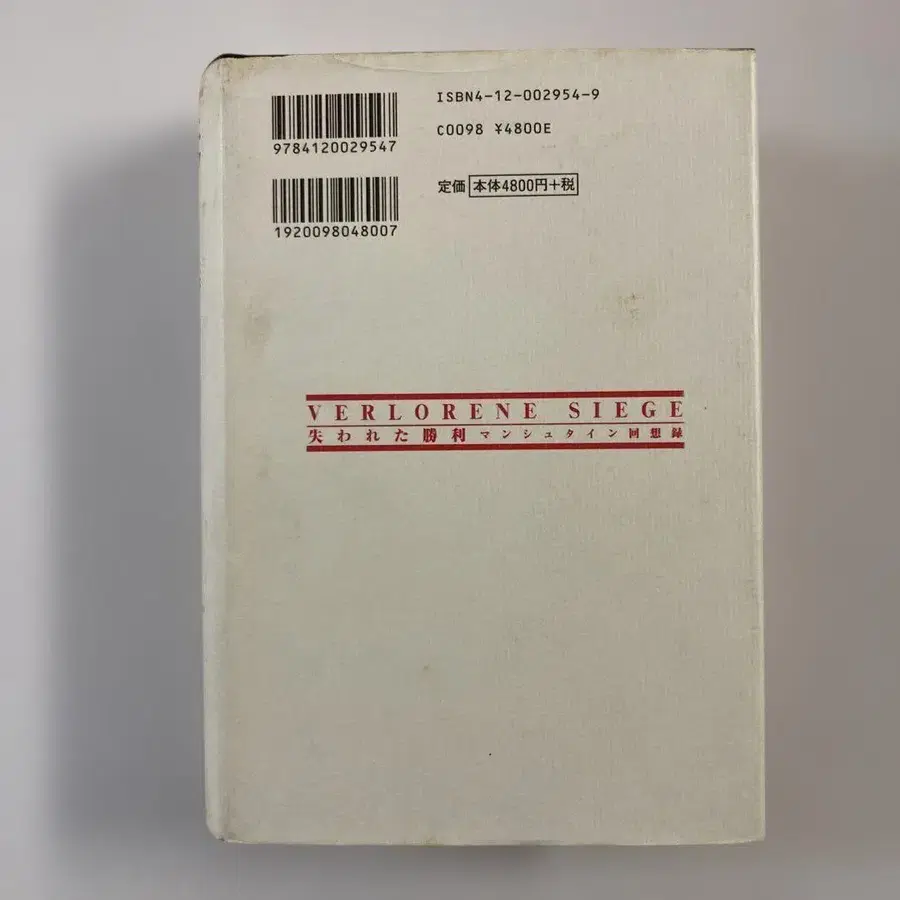 ISBN4-12-002954-9
9784120029547
C0098 ¥4800E
定価 本体4800円+税
1920098048007
VERLORENE SIEGE
失われた勝利 マンシュタイン回想録